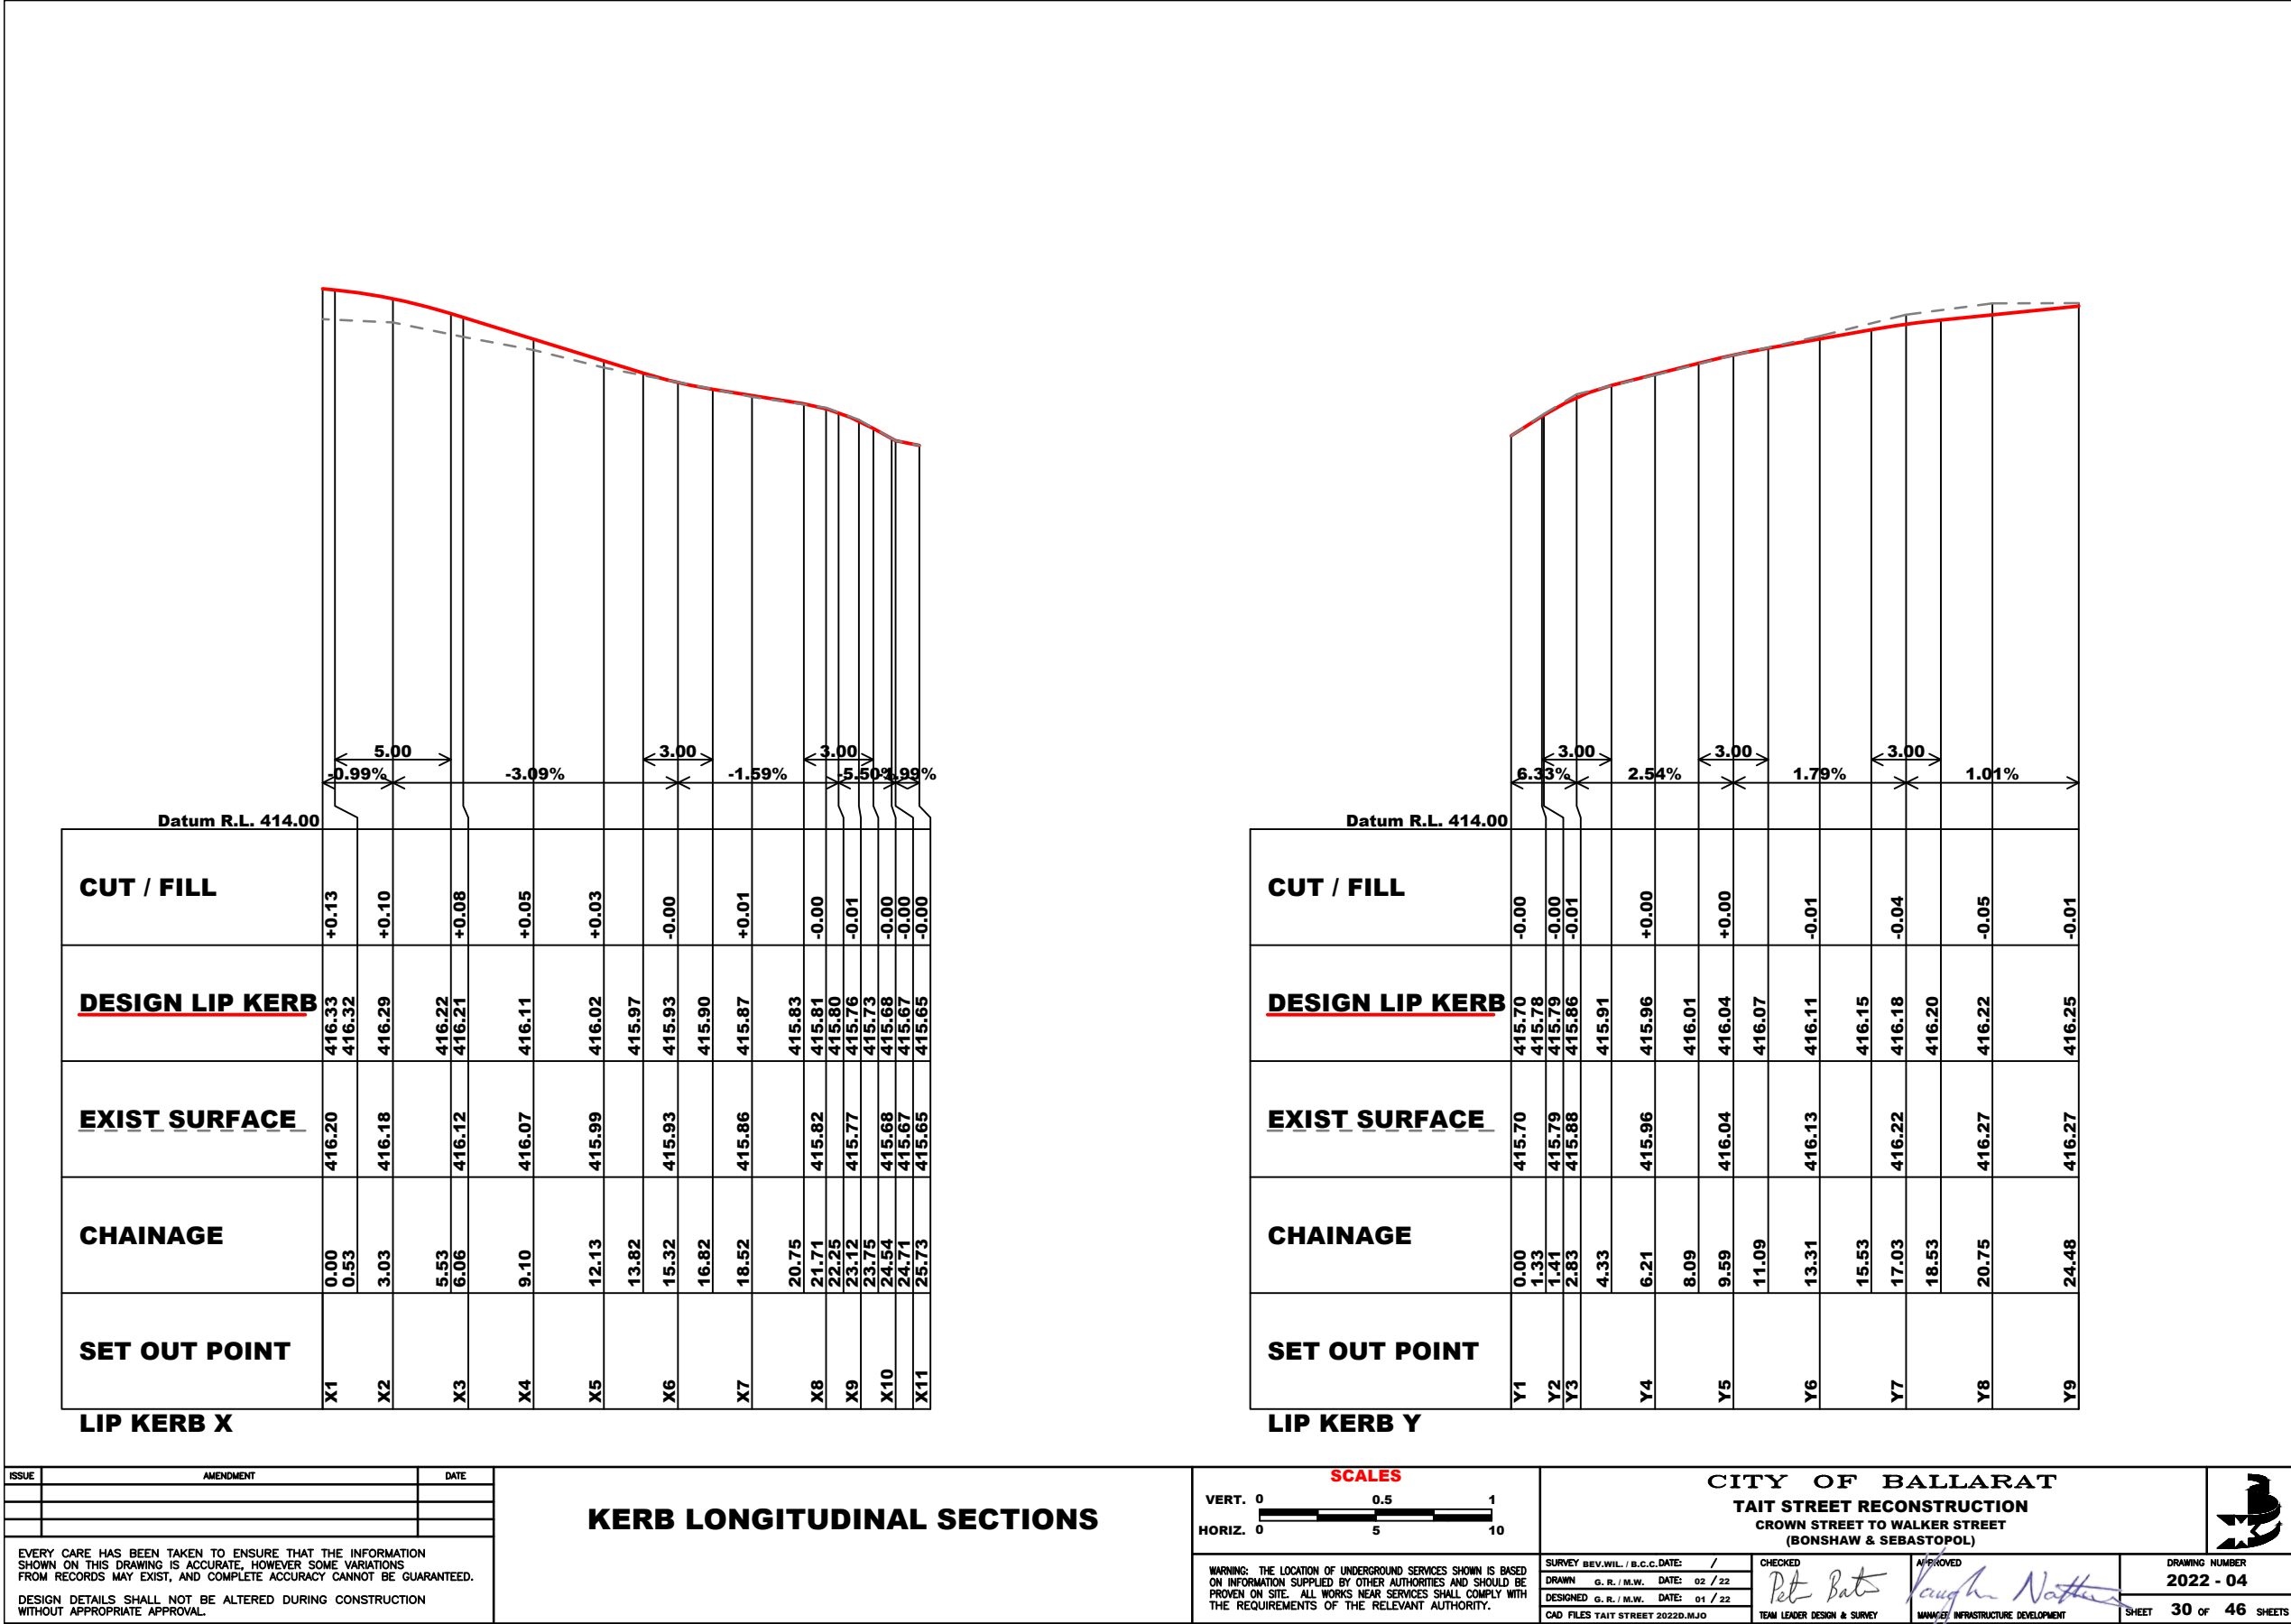 5.00 3.00 3.00
-0.99% -3.09% -1.59% -5.50% -1.99%
Datum R.L. 414.00
CUT / FILL +0.13 +0.10 +0.08 +0.05 +0.03 -0.00 +0.01 -0.00 -0.01 -0.00 -0.00 -0.00
DESIGN LIP KERB 416.33 416.32 416.29 416.22 416.21 416.11 416.02 415.97 415.93 415.90 415.87 415.83 415.81 415.80 415.76 415.73 415.68 415.67 415.65
EXIST SURFACE 416.20 416.18 416.12 416.07 415.99 415.93 415.86 415.82 415.77 415.68 415.67 415.65
CHAINAGE 0.00 0.53 3.03 5.53 6.06 9.10 12.13 13.82 15.32 16.82 18.52 20.75 21.71 22.25 23.12 23.75 24.54 24.71 25.73
SET OUT POINT X1 X2 X3 X4 X5 X6 X7 X8 X9 X10 X11
LIP KERB X
3.00 3.00 3.00
6.33% 2.54% 1.79% 1.01%
Datum R.L. 414.00
CUT / FILL -0.00 -0.00 -0.01 +0.00 +0.00 -0.01 -0.04 -0.05 -0.01
DESIGN LIP KERB 415.70 415.78 415.79 415.86 415.91 415.96 416.01 416.04 416.07 416.11 416.15 416.18 416.20 416.22 416.25
EXIST SURFACE 415.70 415.79 415.88 415.96 416.04 416.13 416.22 416.27 416.27
CHAINAGE 0.00 1.33 1.41 2.83 4.33 6.21 8.09 9.59 11.09 13.31 15.53 17.03 18.53 20.75 24.48
SET OUT POINT Y1 Y2 Y3 Y4 Y5 Y6 Y7 Y8 Y9
LIP KERB Y
ISSUE AMENDMENT DATE
EVERY CARE HAS BEEN TAKEN TO ENSURE THAT THE INFORMATION
SHOWN ON THIS DRAWING IS ACCURATE, HOWEVER SOME VARIATIONS
FROM RECORDS MAY EXIST, AND COMPLETE ACCURACY CANNOT BE GUARANTEED.
DESIGN DETAILS SHALL NOT BE ALTERED DURING CONSTRUCTION
WITHOUT APPROPRIATE APPROVAL.
KERB LONGITUDINAL SECTIONS
SCALES
VERT. 0 0.5 1
HORIZ. 0 5 10
WARNING: THE LOCATION OF UNDERGROUND SERVICES SHOWN IS BASED
ON INFORMATION SUPPLIED BY OTHER AUTHORITIES AND SHOULD BE
PROVEN ON SITE. ALL WORKS NEAR SERVICES SHALL COMPLY WITH
THE REQUIREMENTS OF THE RELEVANT AUTHORITY.
CITY OF BALLARAT
TAIT STREET RECONSTRUCTION
CROWN STREET TO WALKER STREET
(BONSHAW & SEBASTOPOL)
SURVEY BEV.WIL. / B.C.C. DATE: /
DRAWN G. R. / M.W. DATE: 02 / 22
DESIGNED G. R. / M.W. DATE: 01 / 22
CAD FILES TAIT STREET 2022D.MJO
CHECKED
TEAM LEADER DESIGN & SURVEY
APPROVED
MANAGER INFRASTRUCTURE DEVELOPMENT
DRAWING NUMBER
2022 - 04
SHEET 30 OF 46 SHEETS